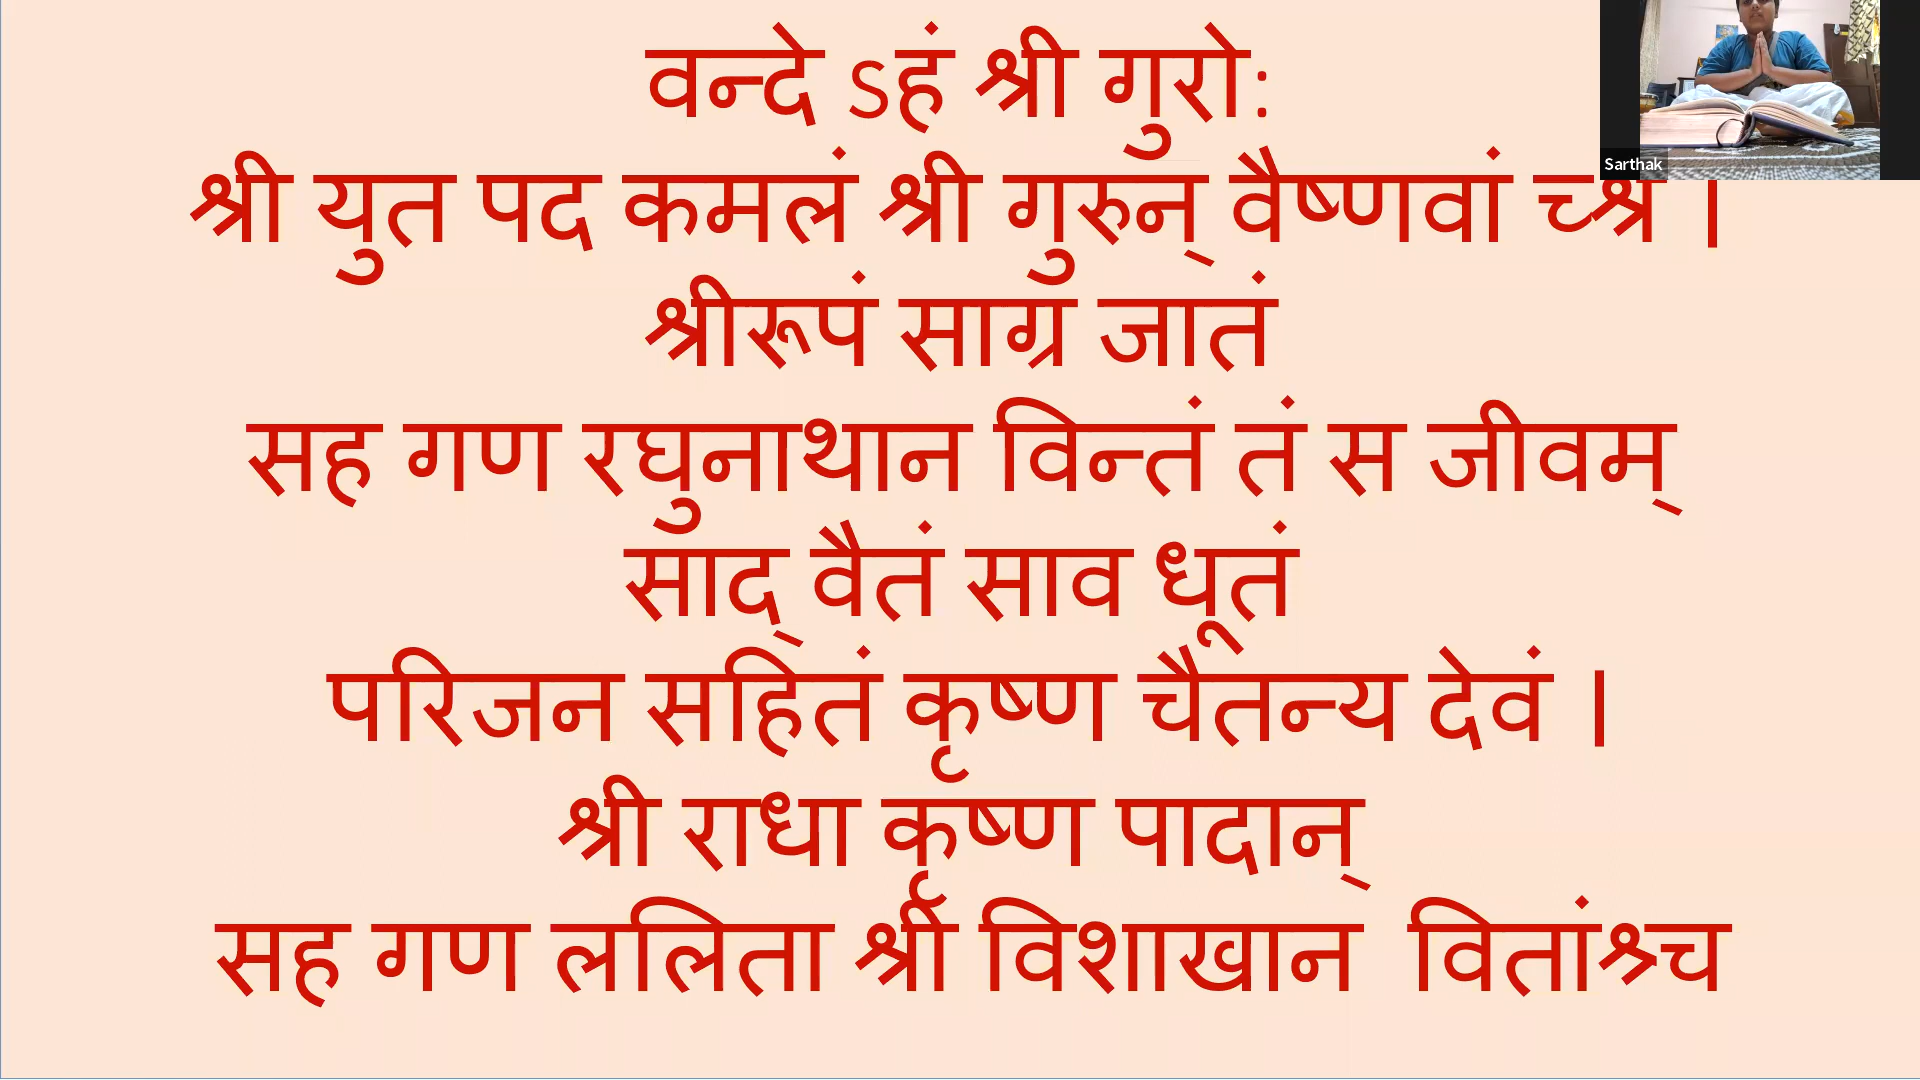 वन्दे ऽहं श्री गुरो:
श्री युत पद कमलं श्री गुरुन् वैष्णवां च्श्र ।
श्रीरूपं साग्र जातं
सह गण रघुनाथान विन्तं तं स जीवम्
साद् वैतं साव धूतं
परिजन सहितं कृष्ण चैतन्य देवं ।
श्री राधा कृष्ण पादान्
सह गण ललिता श्री विशाखान वितांश्र्च
Sarthak